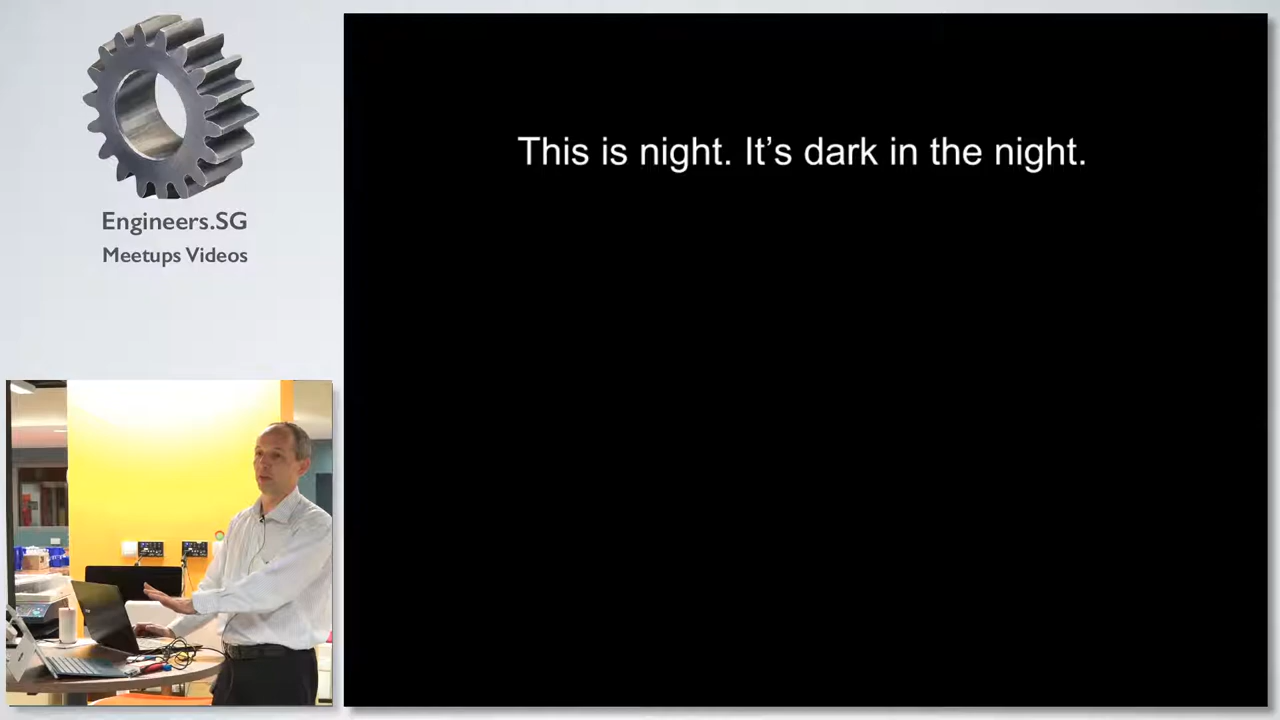 Engineers.SG
Meetups Videos
This is night. It’s dark in the night.